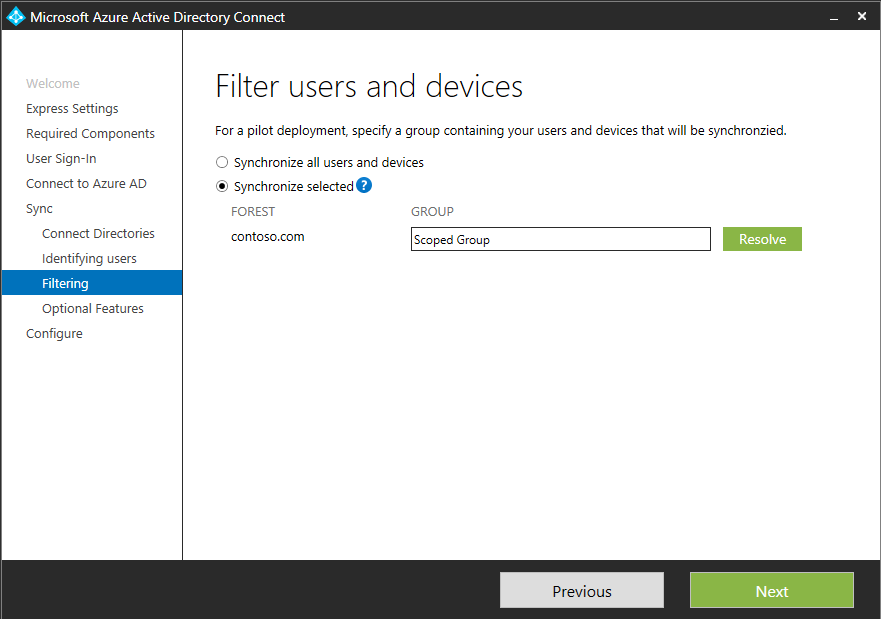 Microsoft Azure Active Directory Connect
Welcome
Express Settings
Required Components
User Sign-In
Connect to Azure AD
Sync
Connect Directories
Identifying users
Filtering
Optional Features
Configure
Filter users and devices
For a pilot deployment, specify a group containing your users and devices that will be synchronzied.
Synchronize all users and devices
Synchronize selected ?
FOREST GROUP
contoso.com Scoped Group Resolve
Previous Next